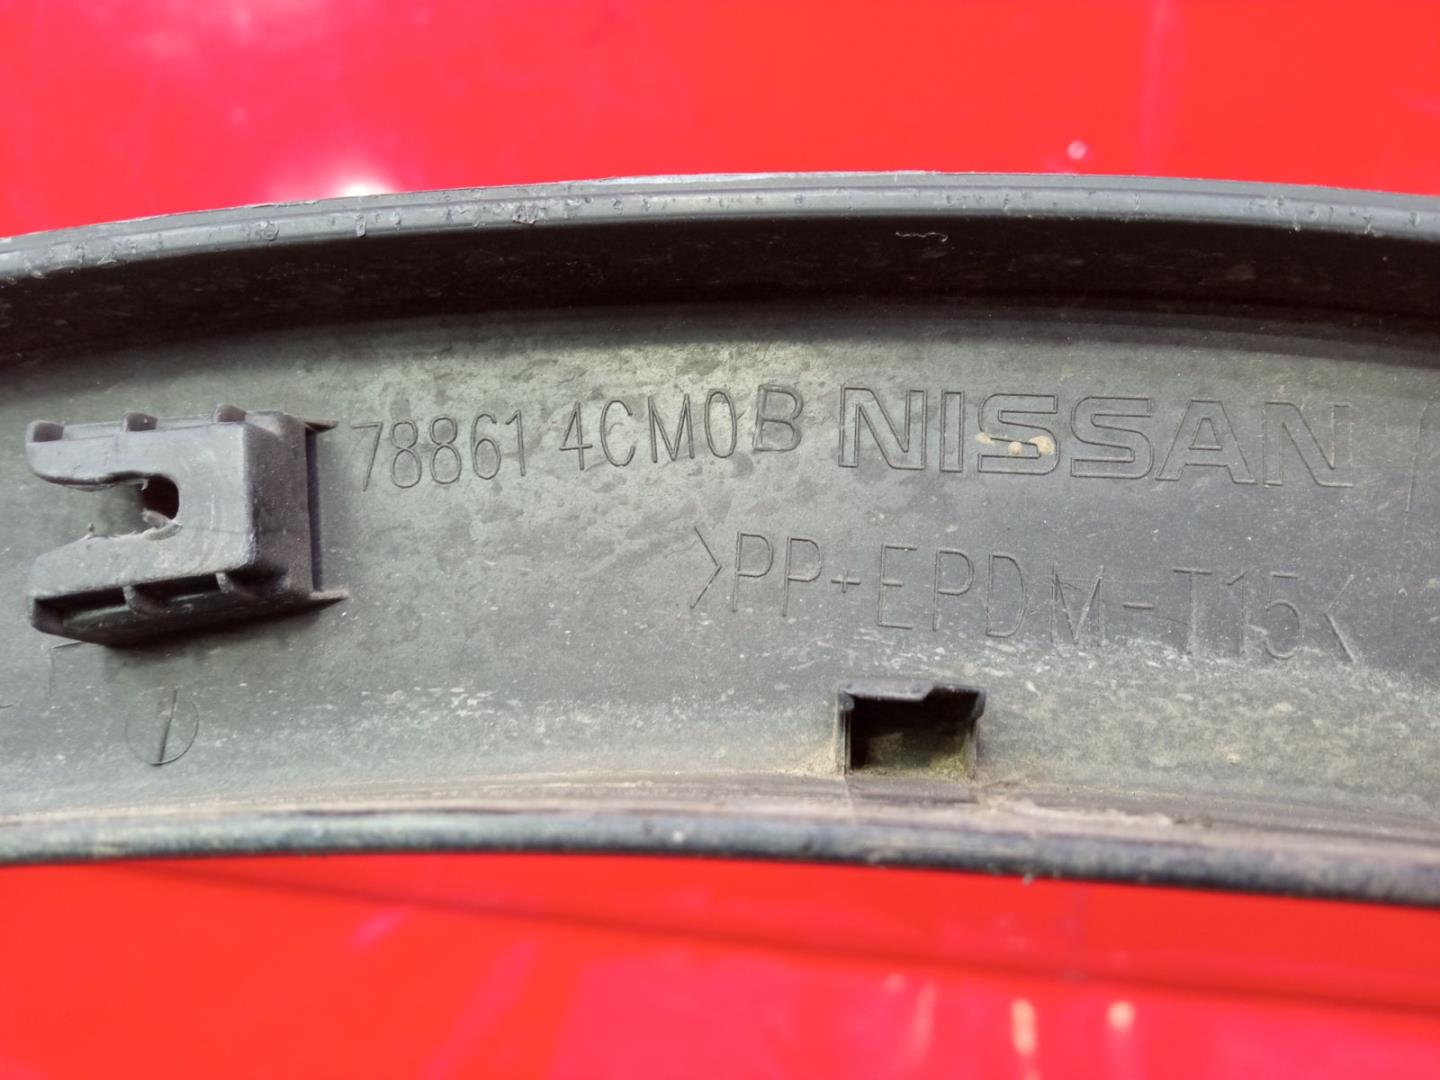 78861 4CM0B NISSAN
>PP+EPDM-T15<